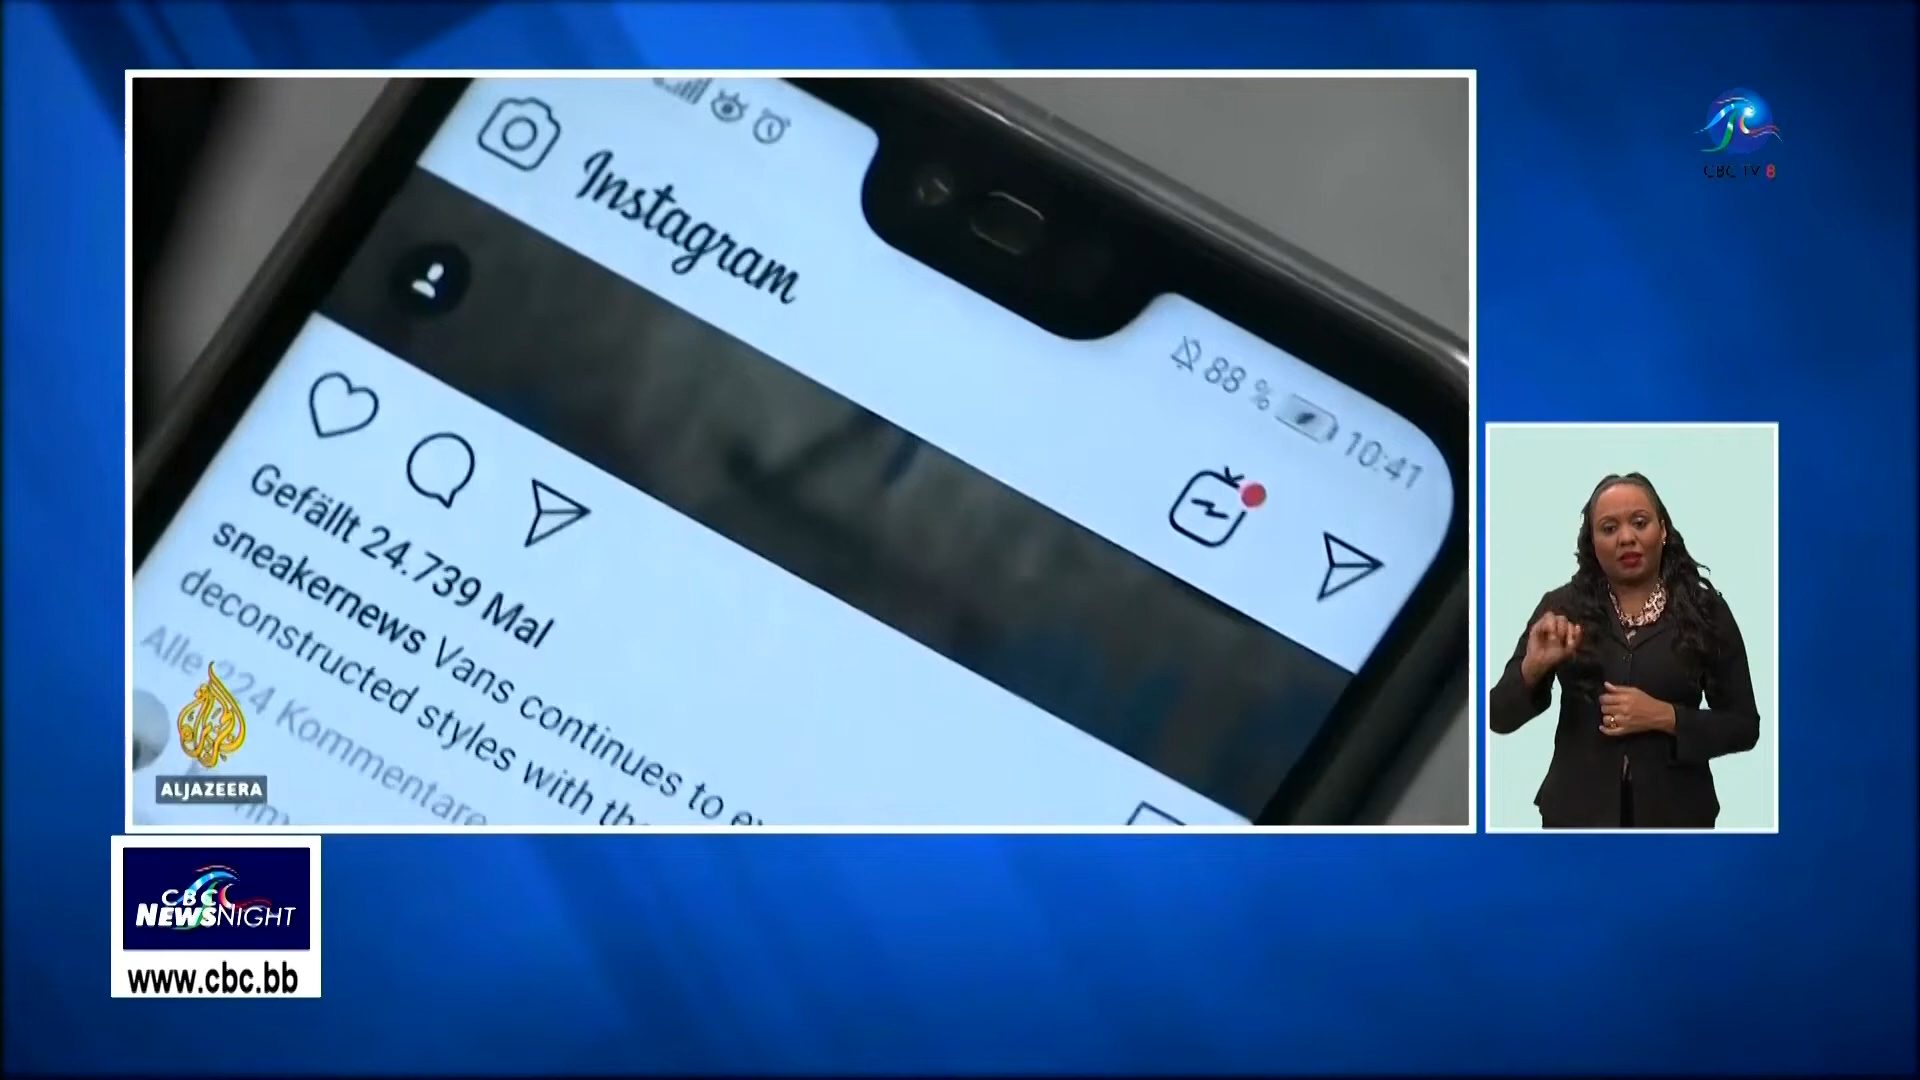 Instagram
88 %
10:41
Gefällt 24.739 Mal
sneakernews Vans continues to
deconstructed styles with
Kommentare
ALJAZEERA
CBC TV 8
CBC
NEWSNIGHT
www.cbc.bb